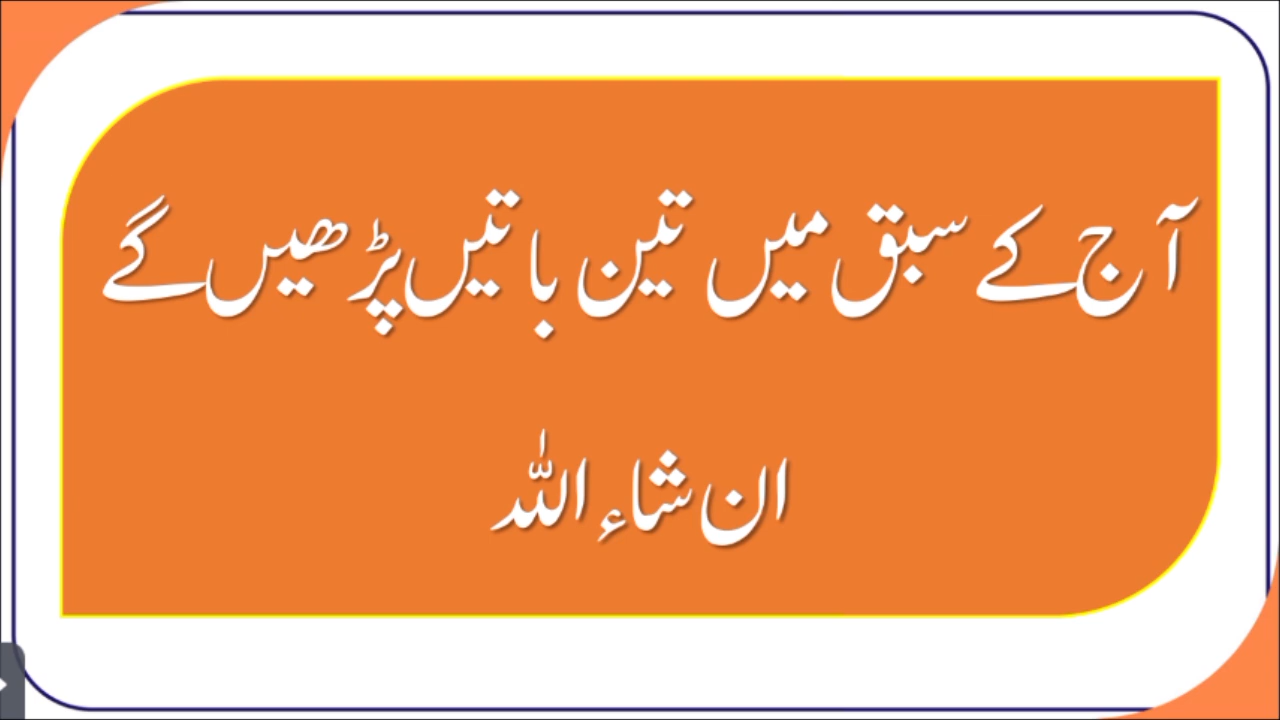 آج کے سبق میں تین باتیں پڑھیں گے
ان شاء اللہ